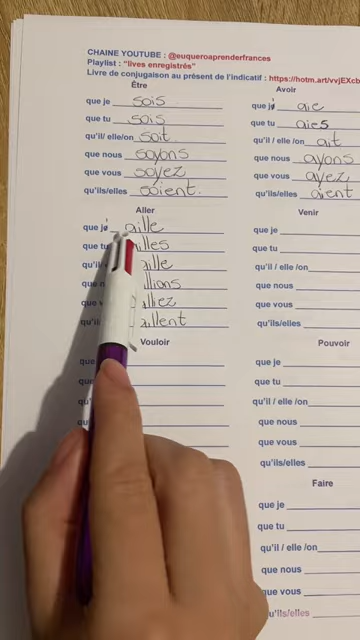 CHAINE YOUTUBE : @euqueroaprenderfrances
Playlist : "lives enregistrés"
Livre de conjugaison au présent de l'indicatif : https://hotm.art/vvjEXcb
Être
que je sois
que tu sois
qu'il/ elle/on soit
que nous soyons
que vous soyez
qu'ils/elles soient.
Avoir
que j' aie
que tu aies
qu'il / elle /on ait
que nous ayons
que vous ayez
qu'ils/elles aient
Aller
que j' aille
que tu ailles
aille
allions
alliez
aillent
Venir
que je
que tu
qu'il / elle /on
que nous
que vous
qu'ils/elles
Vouloir
que
Pouvoir
que je
que tu
qu'il / elle /on
que nous
que vous
qu'ils/elles
Faire
que je
que tu
qu'il / elle /on
que nous
que vous
qu'ils/elles